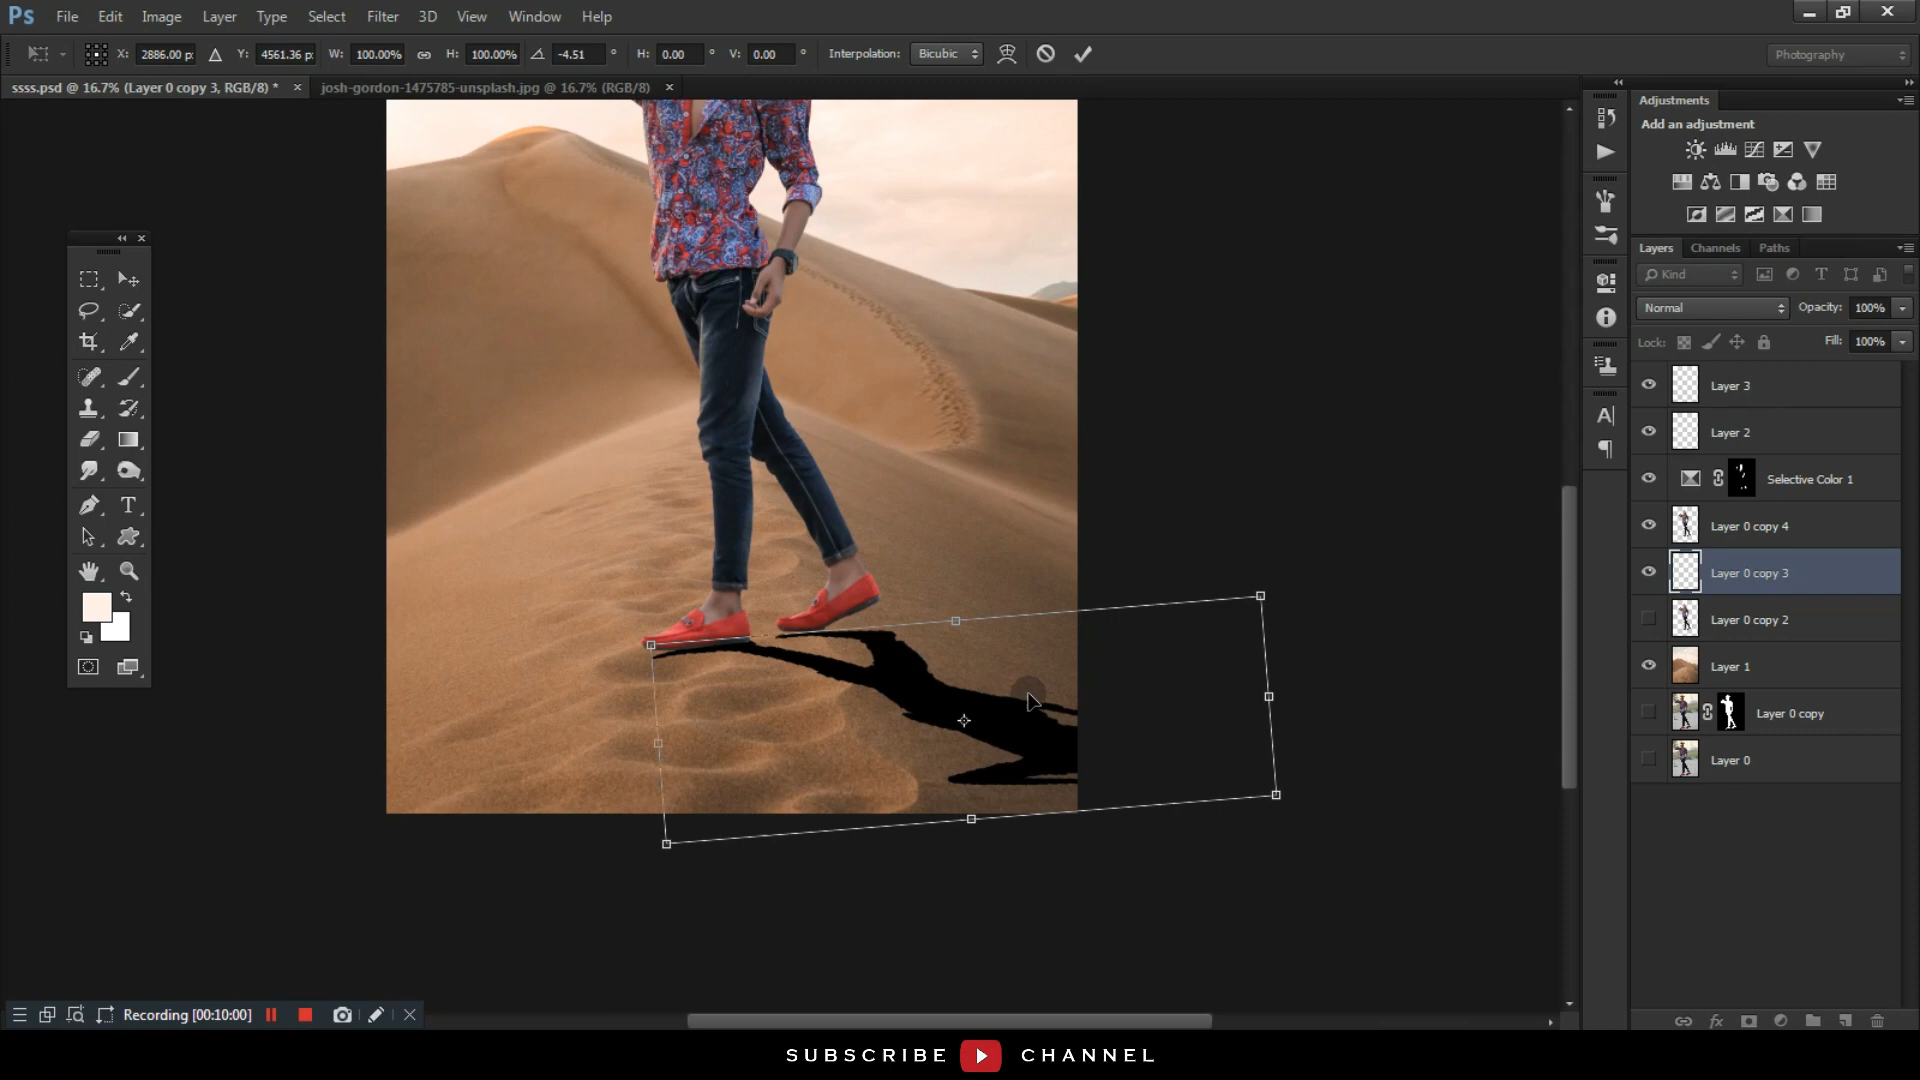 Ps File Edit Image Layer Type Select Filter 3D View Window Help
X: 2886.00 p: Y: 4561.36 p: W: 100.00% H: 100.00% -4.51 ° H: 0.00 ° V: 0.00 ° Interpolation: Bicubic Photography
ssss.psd @ 16.7% (Layer 0 copy 3, RGB/8) * × josh-gordon-1475785-unsplash.jpg @ 16.7% (RGB/8) ×
Adjustments
Add an adjustment
Layers Channels Paths
Kind
Normal Opacity: 100%
Lock: Fill: 100%
Layer 3
Layer 2
Selective Color 1
Layer 0 copy 4
Layer 0 copy 3
Layer 0 copy 2
Layer 1
Layer 0 copy
Layer 0
Recording [00:10:00]
SUBSCRIBE CHANNEL